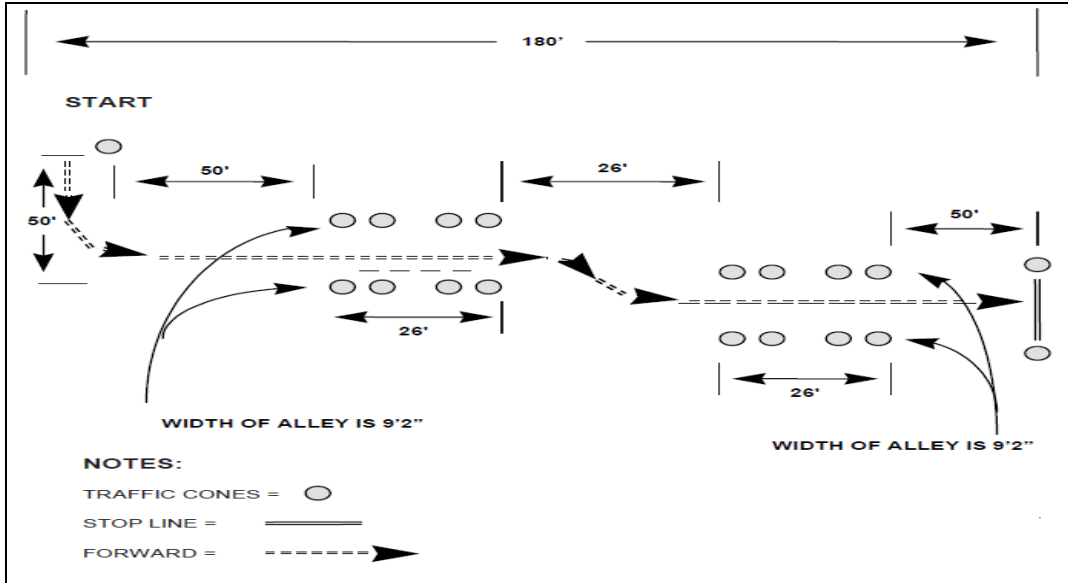 180'
START
50'
26'
50'
50'
26'
26'
WIDTH OF ALLEY IS 9'2”
WIDTH OF ALLEY IS 9'2”
NOTES:
TRAFFIC CONES =
STOP LINE =
FORWARD =